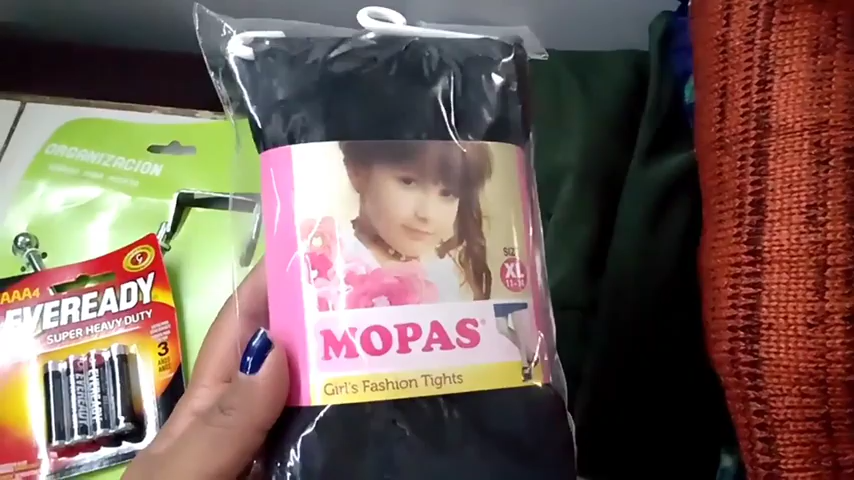 ORGANIZACION
AAA4
EVEREADY
SUPER HEAVY DUTY
3
SIZE
XL
MOPAS®
Girl's Fashion Tights